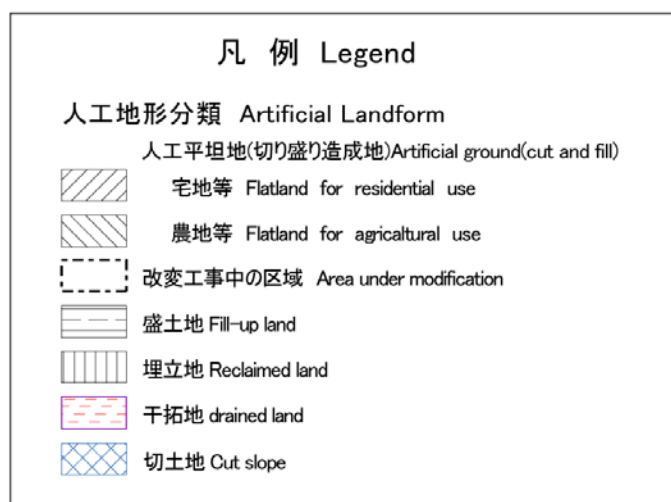 凡 例 Legend
人工地形分類 Artificial Landform
人工平坦地(切り盛り造成地)Artificial ground(cut and fill)
宅地等 Flatland for residential use
農地等 Flatland for agricaltural use
改変工事中の区域 Area under modification
盛土地 Fill-up land
埋立地 Reclaimed land
干拓地 drained land
切土地 Cut slope